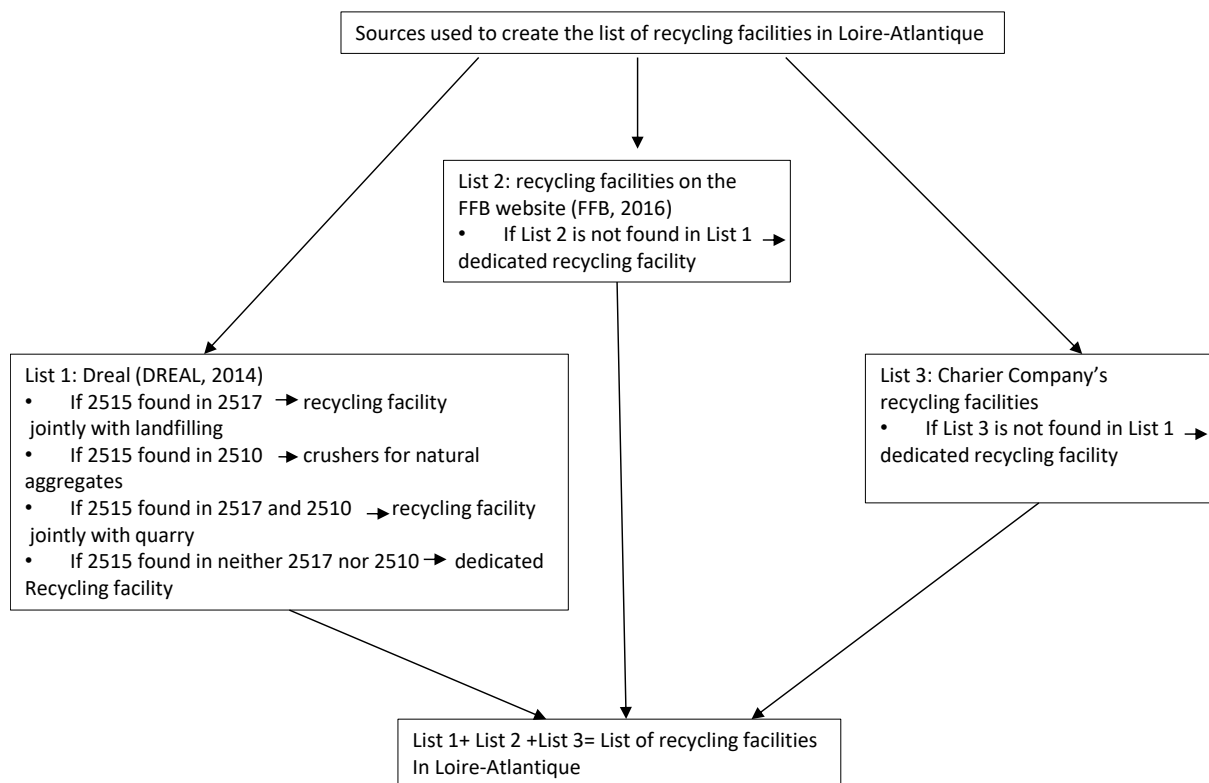 Sources used to create the list of recycling facilities in Loire-Atlantique
List 2: recycling facilities on the
FFB website (FFB, 2016)
• If List 2 is not found in List 1 →
dedicated recycling facility
List 1: Dreal (DREAL, 2014)
• If 2515 found in 2517 → recycling facility
jointly with landfilling
• If 2515 found in 2510 → crushers for natural
aggregates
• If 2515 found in 2517 and 2510 → recycling facility
jointly with quarry
• If 2515 found in neither 2517 nor 2510 → dedicated
Recycling facility
List 3: Charier Company’s
recycling facilities
• If List 3 is not found in List 1 →
dedicated recycling facility
List 1+ List 2 +List 3= List of recycling facilities
In Loire-Atlantique